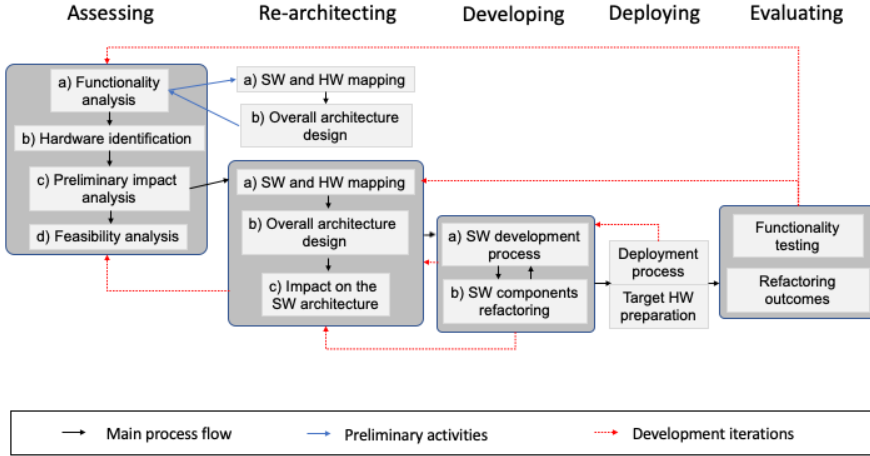 Assessing
Re-architecting
Developing
Deploying
Evaluating
a) Functionality
analysis
b) Hardware identification
c) Preliminary impact
analysis
d) Feasibility analysis
a) SW and HW mapping
b) Overall architecture
design
a) SW and HW mapping
b) Overall architecture
design
c) Impact on the
SW architecture
a) SW development
process
b) SW components
refactoring
Deployment
process
Target HW
preparation
Functionality
testing
Refactoring
outcomes
Main process flow
Preliminary activities
Development iterations